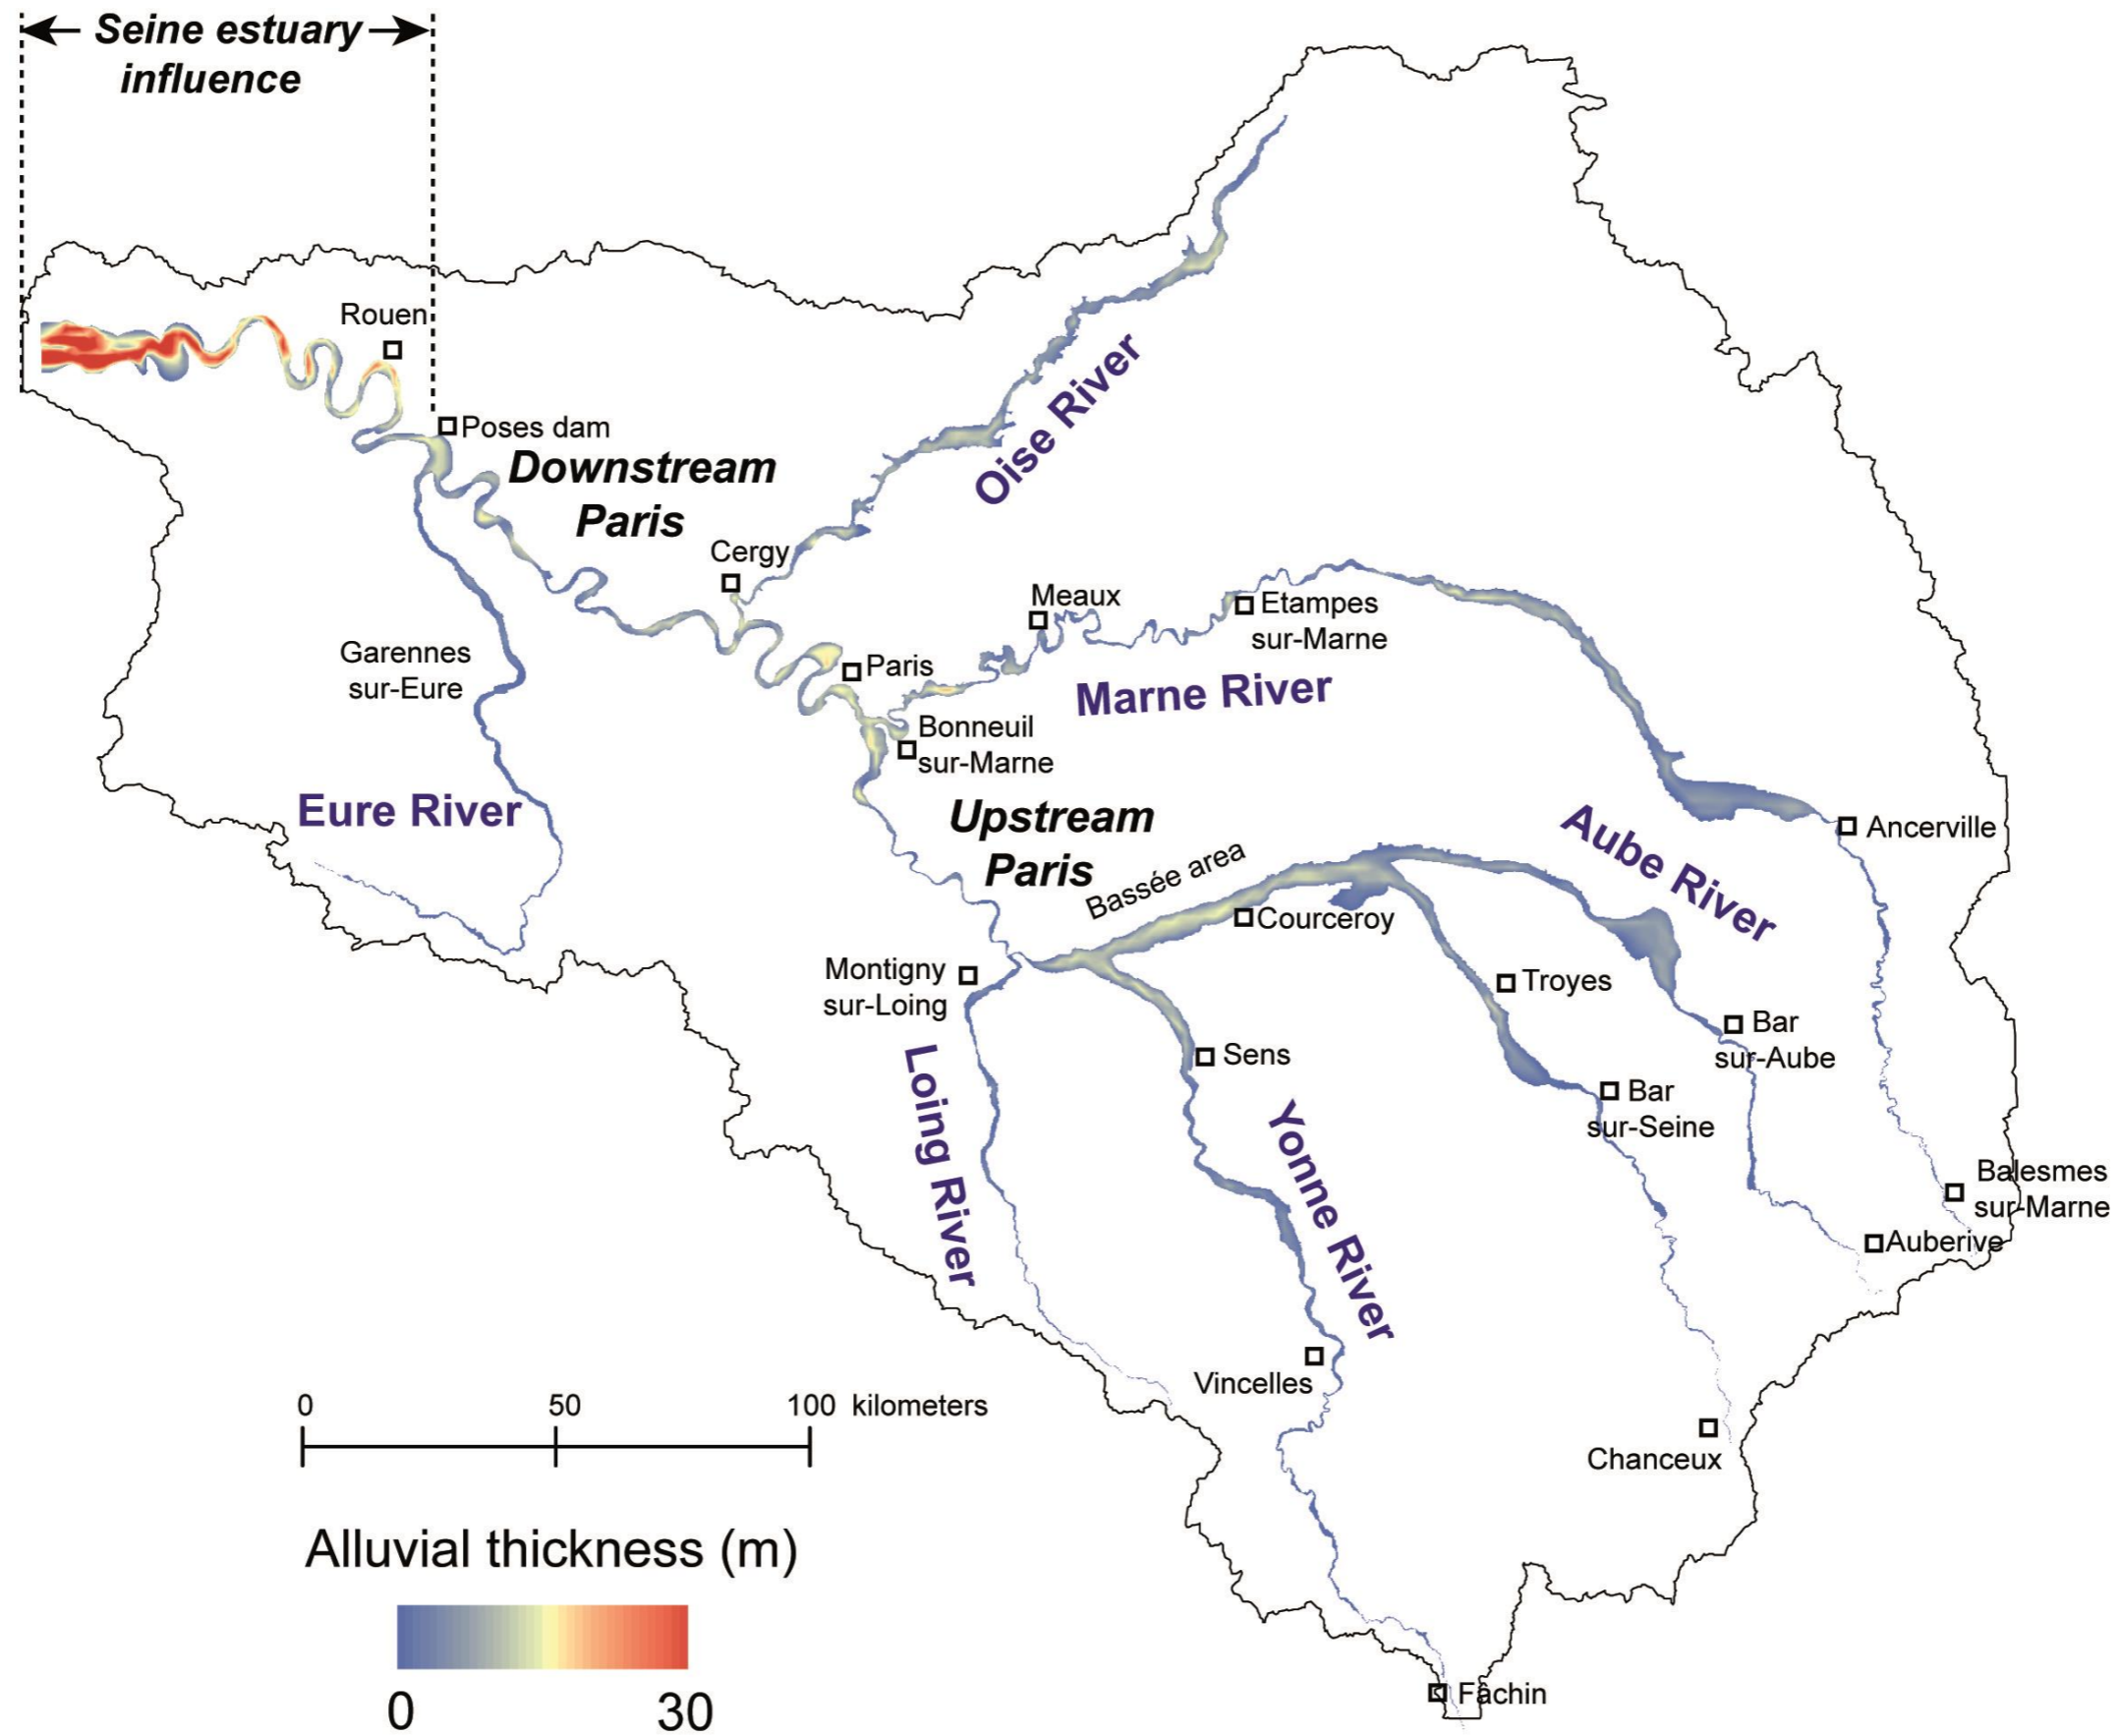 Seine estuary
influence
Rouen
Poses dam
Downstream
Paris
Oise River
Cergy
Meaux
Etampes
sur-Marne
Garennes
sur-Eure
Paris
Marne River
Bonneuil
sur-Marne
Eure River
Upstream
Paris
Bassée area
Aube River
Ancerville
Courceroy
Montigny
sur-Loing
Troyes
Bar
sur-Aube
Sens
Loing River
Yonne River
Bar
sur-Seine
Balesmes
sur-Marne
Auberive
Vincelles
0 50 100 kilometers
Chanceux
Alluvial thickness (m)
0 30
Fâchin